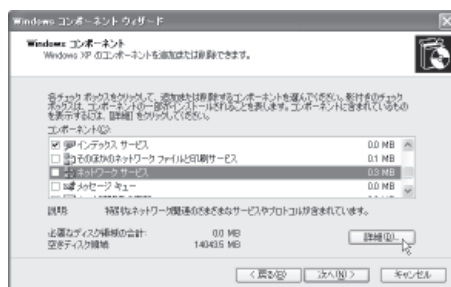 Windows コンポーネント ウィザード
Windows コンポーネント
Windows XP のコンポーネントを追加または削除できます。
各チェック ボックスをクリックして、追加または削除するコンポーネントを選んでください。影付きのチェック
ボックスは、コンポーネントの一部がインストールされることを表します。コンポーネントに含まれているもの
を表示するには、[詳細] をクリックしてください。
コンポーネント(C):
インデックス サービス 0.0 MB
そのほかのネットワーク ファイルと印刷サービス 0.1 MB
ネットワーク サービス 0.3 MB
メッセージ キュー 0.0 MB
説明: 特殊なネットワーク関連のさまざまなサービスやプロトコルが含まれています。
必要なディスク領域の合計: 0.0 MB
空きディスク領域: 14043.5 MB
詳細(D)...
< 戻る(B)
次へ(N) >
キャンセル